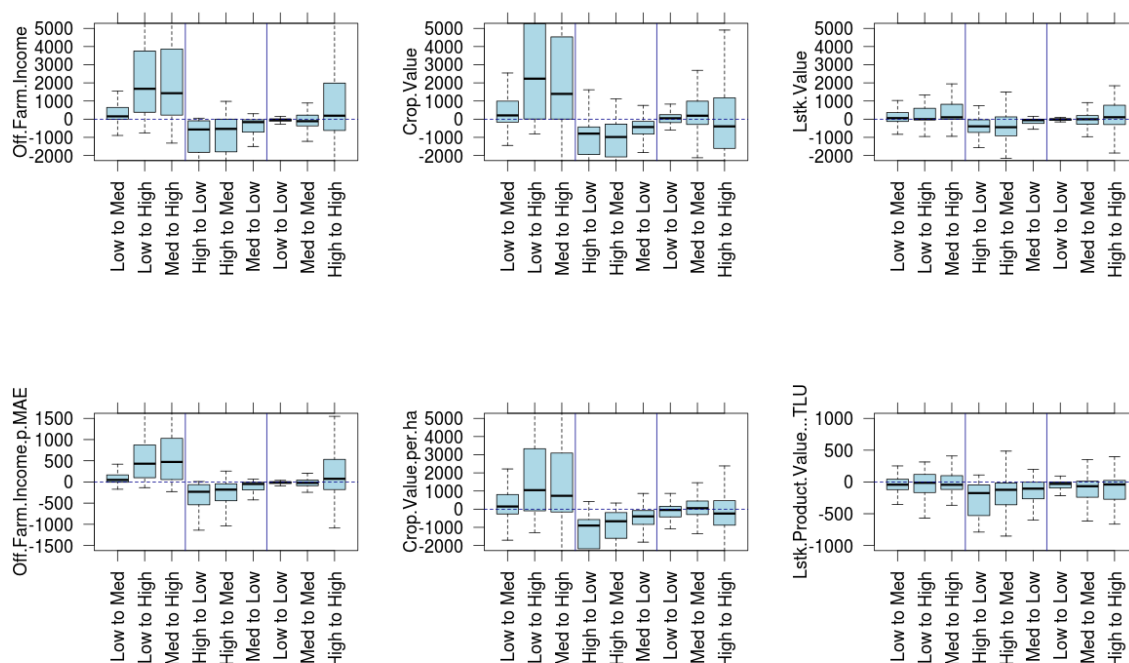 Off.Farm.Income
5000
4000
3000
2000
1000
0
-1000
-2000
Low to Med
Low to High
Med to High
High to Low
High to Med
Med to Low
Low to Low
Med to Med
High to High
Crop.Value
5000
4000
3000
2000
1000
0
-1000
-2000
Low to Med
Low to High
Med to High
High to Low
High to Med
Med to Low
Low to Low
Med to Med
High to High
Lstk.Value
5000
4000
3000
2000
1000
0
-1000
-2000
Low to Med
Low to High
Med to High
High to Low
High to Med
Med to Low
Low to Low
Med to Med
High to High
Off.Farm.Income.p.MAE
1500
1000
500
0
-500
-1000
-1500
Low to Med
Low to High
Med to High
High to Low
High to Med
Med to Low
Low to Low
Med to Med
High to High
Crop.Value.per.ha
5000
4000
3000
2000
1000
0
-1000
-2000
Low to Med
Low to High
Med to High
High to Low
High to Med
Med to Low
Low to Low
Med to Med
High to High
Lstk.Product.Value...TLU
1000
500
0
-500
-1000
Low to Med
Low to High
Med to High
High to Low
High to Med
Med to Low
Low to Low
Med to Med
High to High